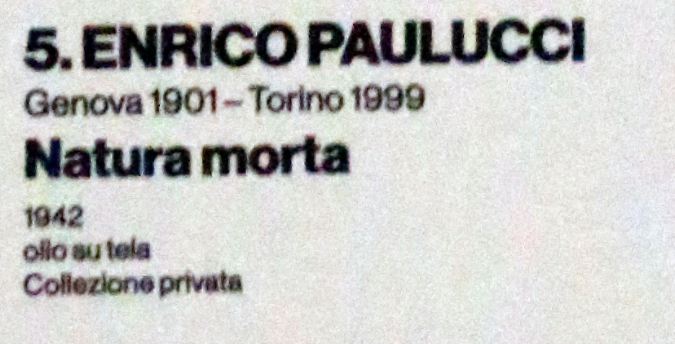 5. ENRICO PAULUCCI
Genova 1901 – Torino 1999
Natura morta
1942
olio su tela
Collezione privata